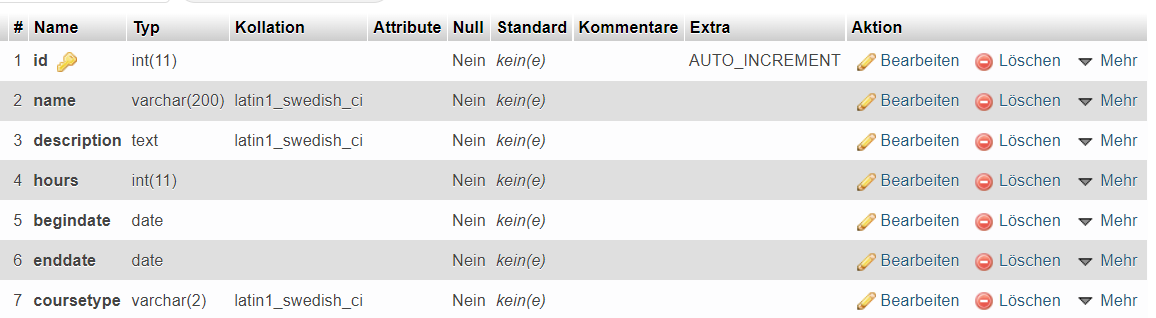 # Name Typ Kollation Attribute Null Standard Kommentare Extra Aktion
1 id int(11) Nein kein(e) AUTO_INCREMENT Bearbeiten Löschen Mehr
2 name varchar(200) latin1_swedish_ci Nein kein(e) Bearbeiten Löschen Mehr
3 description text latin1_swedish_ci Nein kein(e) Bearbeiten Löschen Mehr
4 hours int(11) Nein kein(e) Bearbeiten Löschen Mehr
5 begindate date Nein kein(e) Bearbeiten Löschen Mehr
6 enddate date Nein kein(e) Bearbeiten Löschen Mehr
7 coursetype varchar(2) latin1_swedish_ci Nein kein(e) Bearbeiten Löschen Mehr